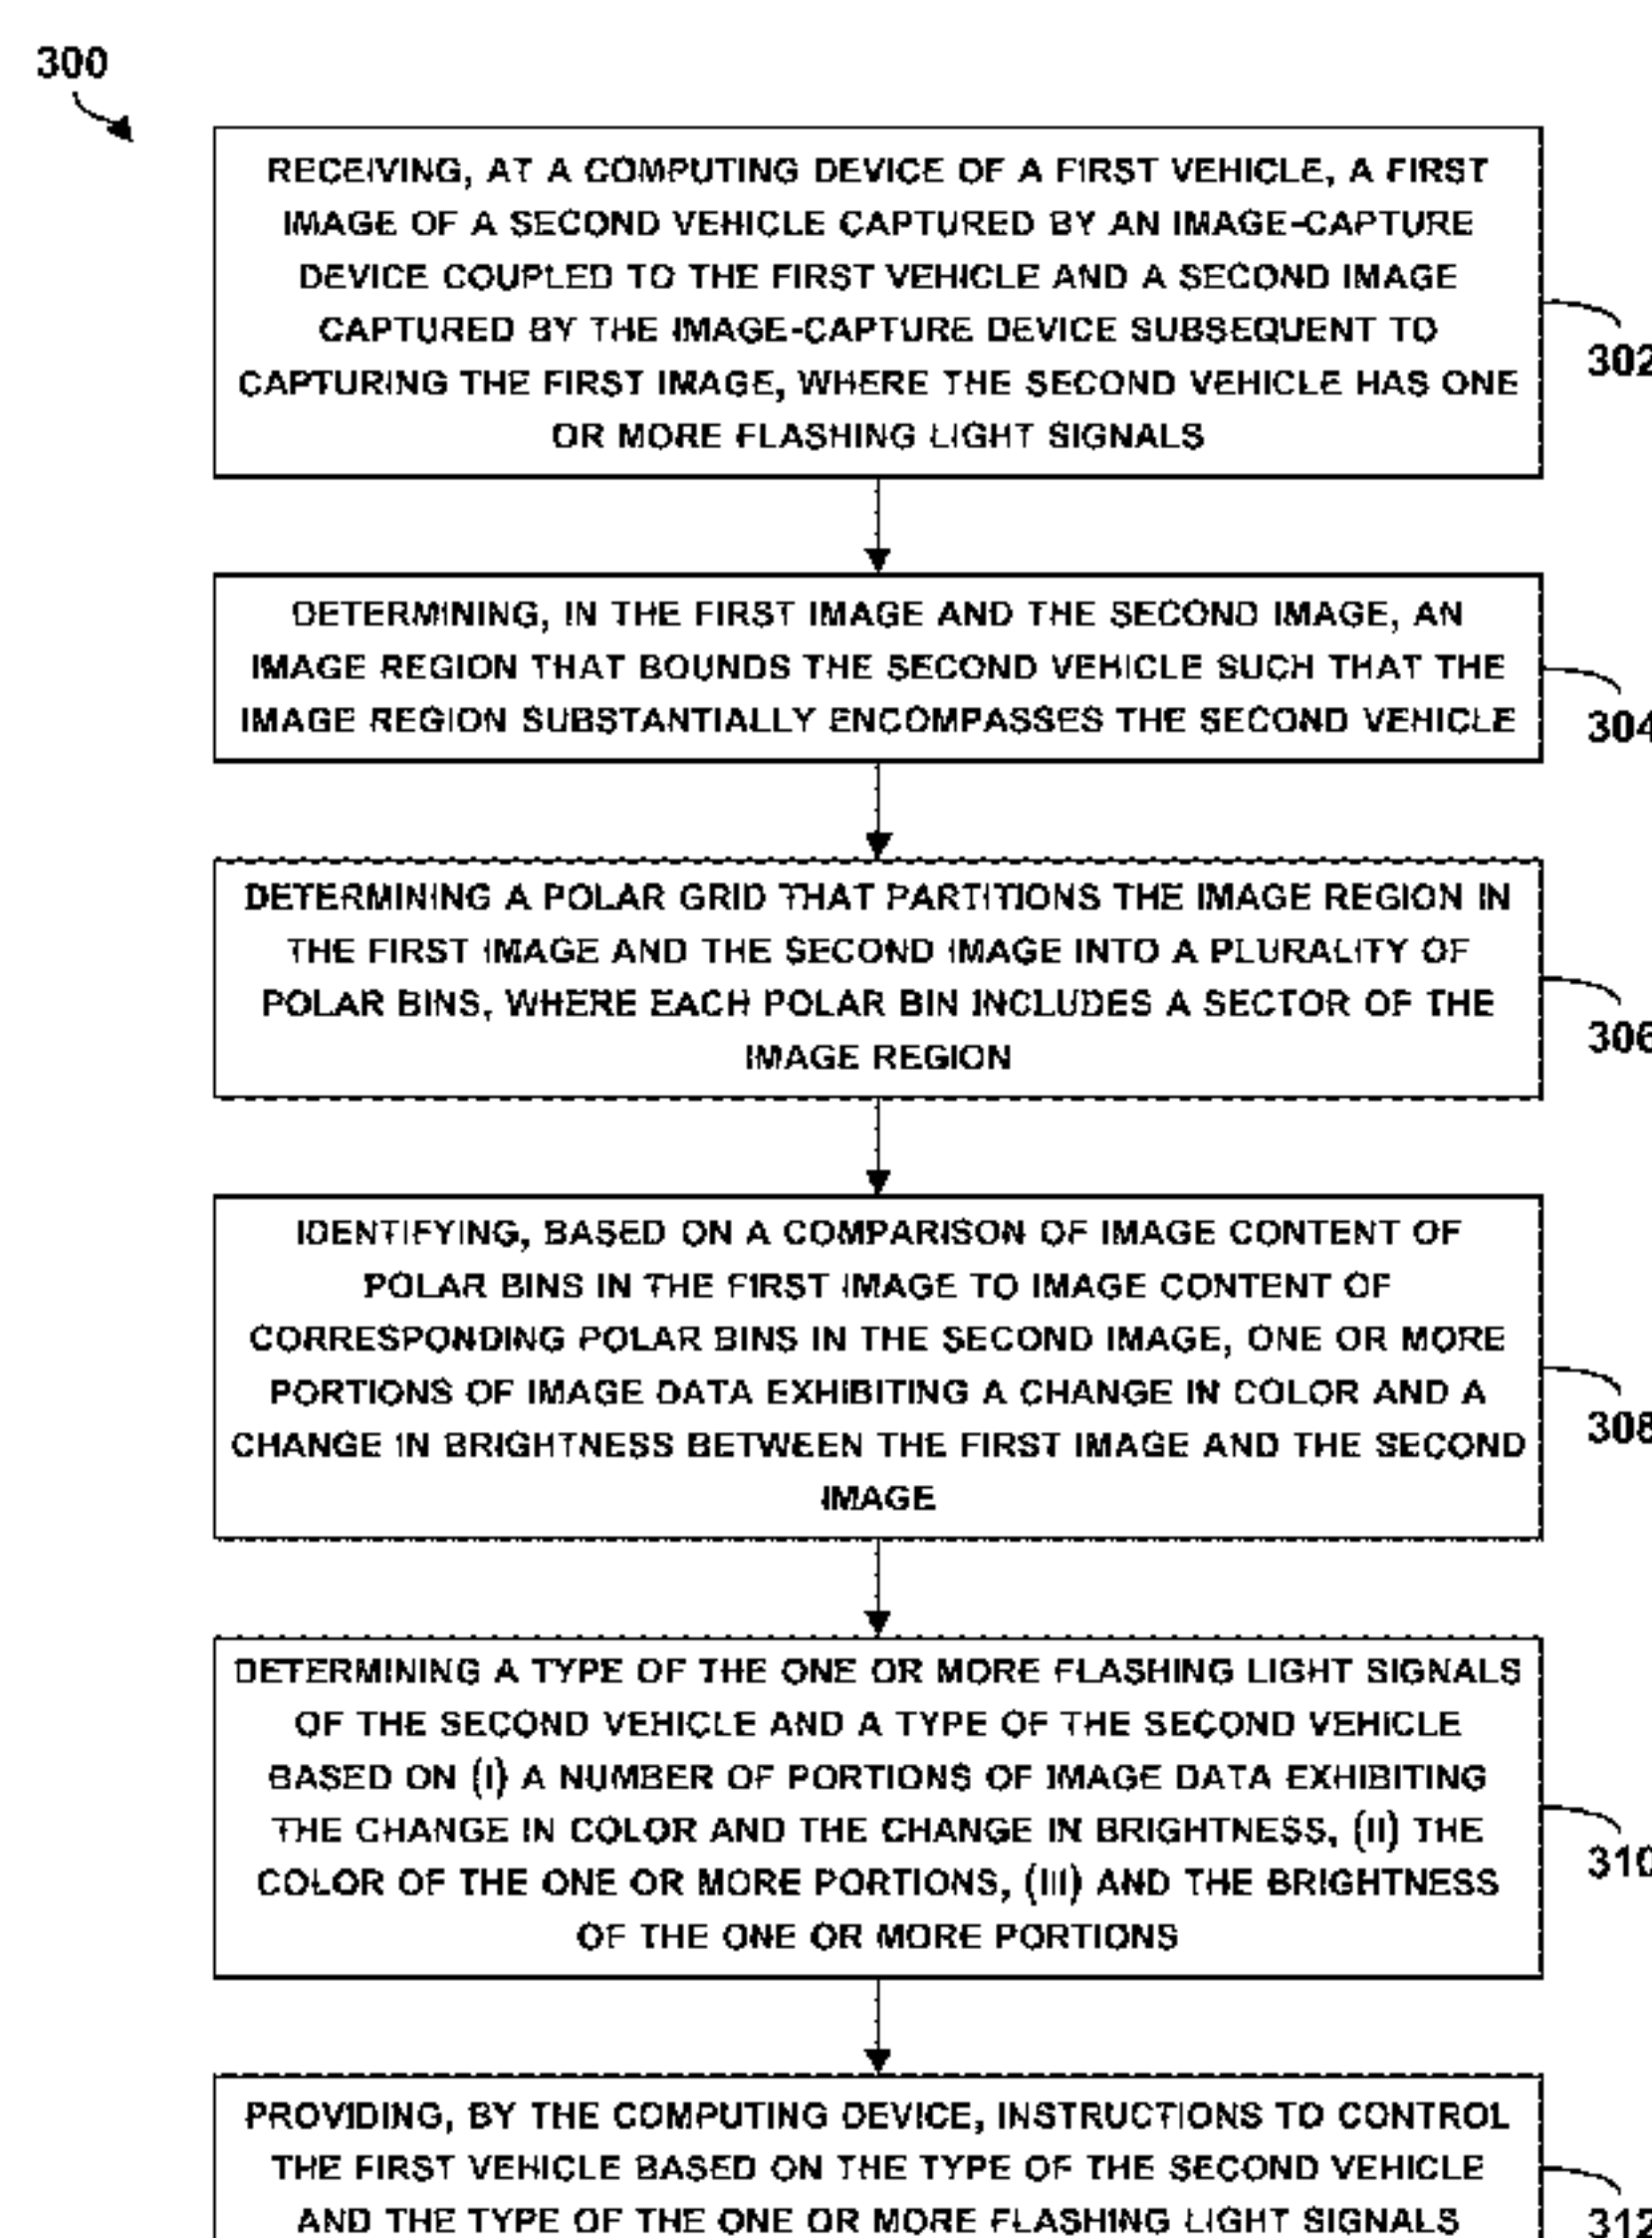 300
RECEIVING, AT A COMPUTING DEVICE OF A FIRST VEHICLE, A FIRST
IMAGE OF A SECOND VEHICLE CAPTURED BY AN IMAGE-CAPTURE
DEVICE COUPLED TO THE FIRST VEHICLE AND A SECOND IMAGE
CAPTURED BY THE IMAGE-CAPTURE DEVICE SUBSEQUENT TO
CAPTURING THE FIRST IMAGE, WHERE THE SECOND VEHICLE HAS ONE
OR MORE FLASHING LIGHT SIGNALS
302
DETERMINING, IN THE FIRST IMAGE AND THE SECOND IMAGE, AN
IMAGE REGION THAT BOUNDS THE SECOND VEHICLE SUCH THAT THE
IMAGE REGION SUBSTANTIALLY ENCOMPASSES THE SECOND VEHICLE
304
DETERMINING A POLAR GRID THAT PARTITIONS THE IMAGE REGION IN
THE FIRST IMAGE AND THE SECOND IMAGE INTO A PLURALITY OF
POLAR BINS, WHERE EACH POLAR BIN INCLUDES A SECTOR OF THE
IMAGE REGION
306
IDENTIFYING, BASED ON A COMPARISON OF IMAGE CONTENT OF
POLAR BINS IN THE FIRST IMAGE TO IMAGE CONTENT OF
CORRESPONDING POLAR BINS IN THE SECOND IMAGE, ONE OR MORE
PORTIONS OF IMAGE DATA EXHIBITING A CHANGE IN COLOR AND A
CHANGE IN BRIGHTNESS BETWEEN THE FIRST IMAGE AND THE SECOND
IMAGE
308
DETERMINING A TYPE OF THE ONE OR MORE FLASHING LIGHT SIGNALS
OF THE SECOND VEHICLE AND A TYPE OF THE SECOND VEHICLE
BASED ON (I) A NUMBER OF PORTIONS OF IMAGE DATA EXHIBITING
THE CHANGE IN COLOR AND THE CHANGE IN BRIGHTNESS, (II) THE
COLOR OF THE ONE OR MORE PORTIONS, (III) AND THE BRIGHTNESS
OF THE ONE OR MORE PORTIONS
310
PROVIDING, BY THE COMPUTING DEVICE, INSTRUCTIONS TO CONTROL
THE FIRST VEHICLE BASED ON THE TYPE OF THE SECOND VEHICLE
AND THE TYPE OF THE ONE OR MORE FLASHING LIGHT SIGNALS
312